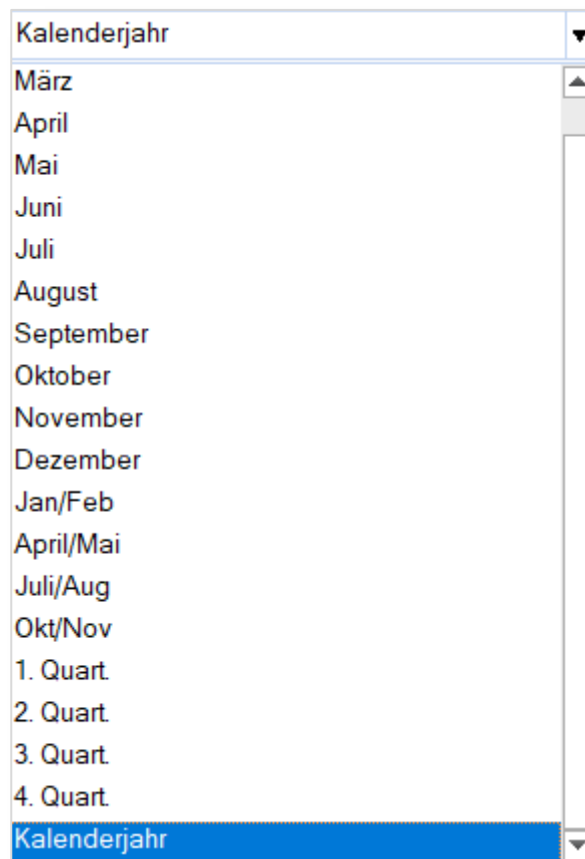 Kalenderjahr
März
April
Mai
Juni
Juli
August
September
Oktober
November
Dezember
Jan/Feb
April/Mai
Juli/Aug
Okt/Nov
1. Quart.
2. Quart.
3. Quart.
4. Quart.
Kalenderjahr